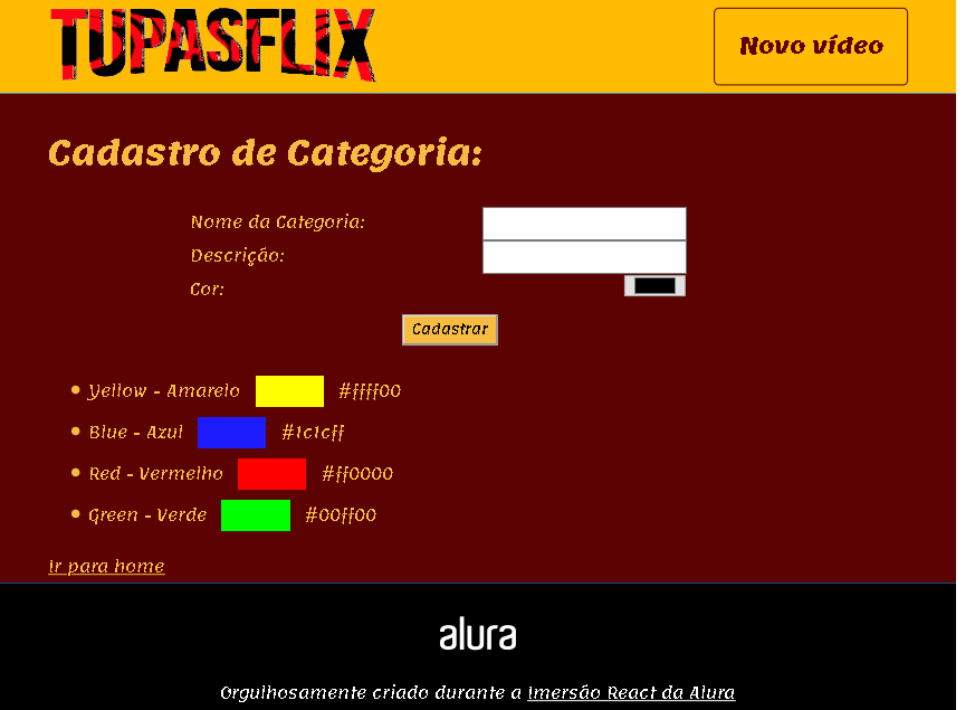 TUPASFLIX
Novo vídeo
Cadastro de Categoria:
Nome da Categoria:
Descrição:
Cor:
Cadastrar
Yellow - Amarelo #ffff00
Blue - Azul #1c1cff
Red - Vermelho #ff0000
Green - Verde #00ff00
Ir para home
alura
Orgulhosamente criado durante a Imersão React da Alura